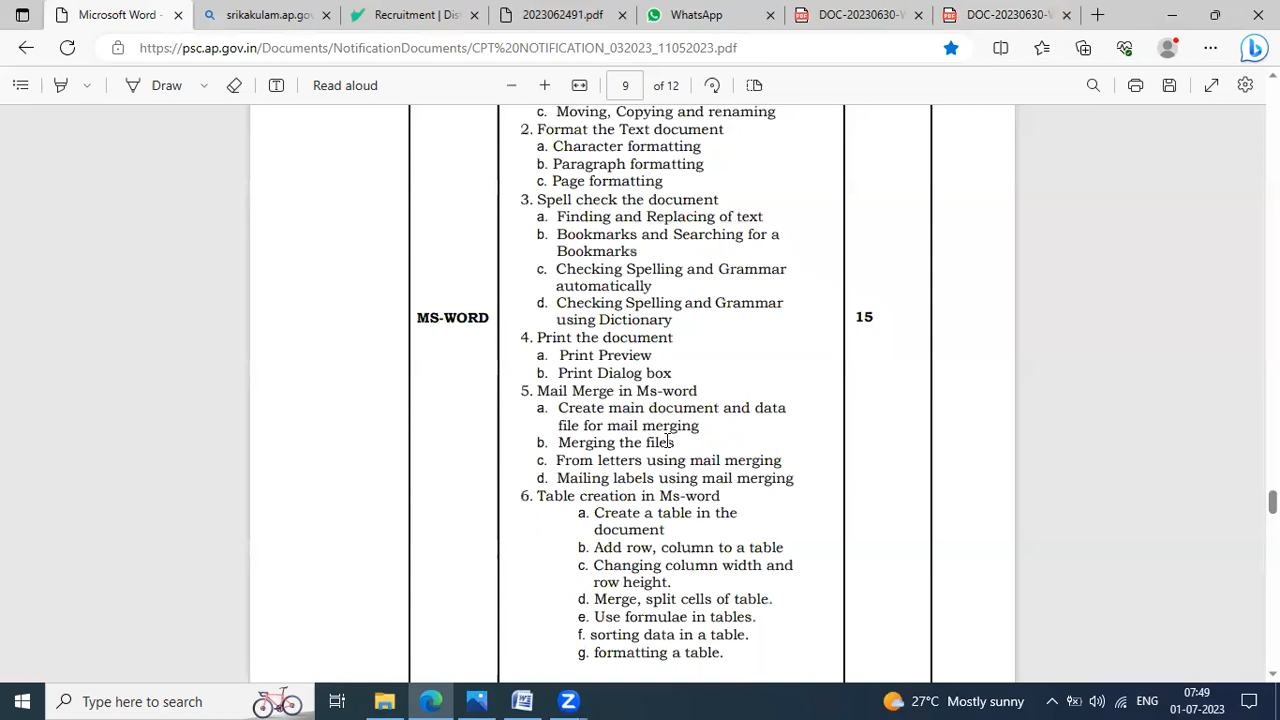 Microsoft Word -
srikakulam.ap.gov
Recruitment | Dis
2023062491.pdf
WhatsApp
DOC-20230630-W
DOC-20230630-W
https://psc.ap.gov.in/Documents/NotificationDocuments/CPT%20NOTIFICATION_032023_11052023.pdf
Draw
Read aloud
9
of 12
c. Moving, Copying and renaming
2. Format the Text document
a. Character formatting
b. Paragraph formatting
c. Page formatting
3. Spell check the document
a. Finding and Replacing of text
b. Bookmarks and Searching for a
Bookmarks
c. Checking Spelling and Grammar
automatically
d. Checking Spelling and Grammar
using Dictionary
MS-WORD
15
4. Print the document
a. Print Preview
b. Print Dialog box
5. Mail Merge in Ms-word
a. Create main document and data
file for mail merging
b. Merging the files
c. From letters using mail merging
d. Mailing labels using mail merging
6. Table creation in Ms-word
a. Create a table in the
document
b. Add row, column to a table
c. Changing column width and
row height.
d. Merge, split cells of table.
e. Use formulae in tables.
f. sorting data in a table.
g. formatting a table.
Type here to search
27°C Mostly sunny
ENG
07:49
01-07-2023